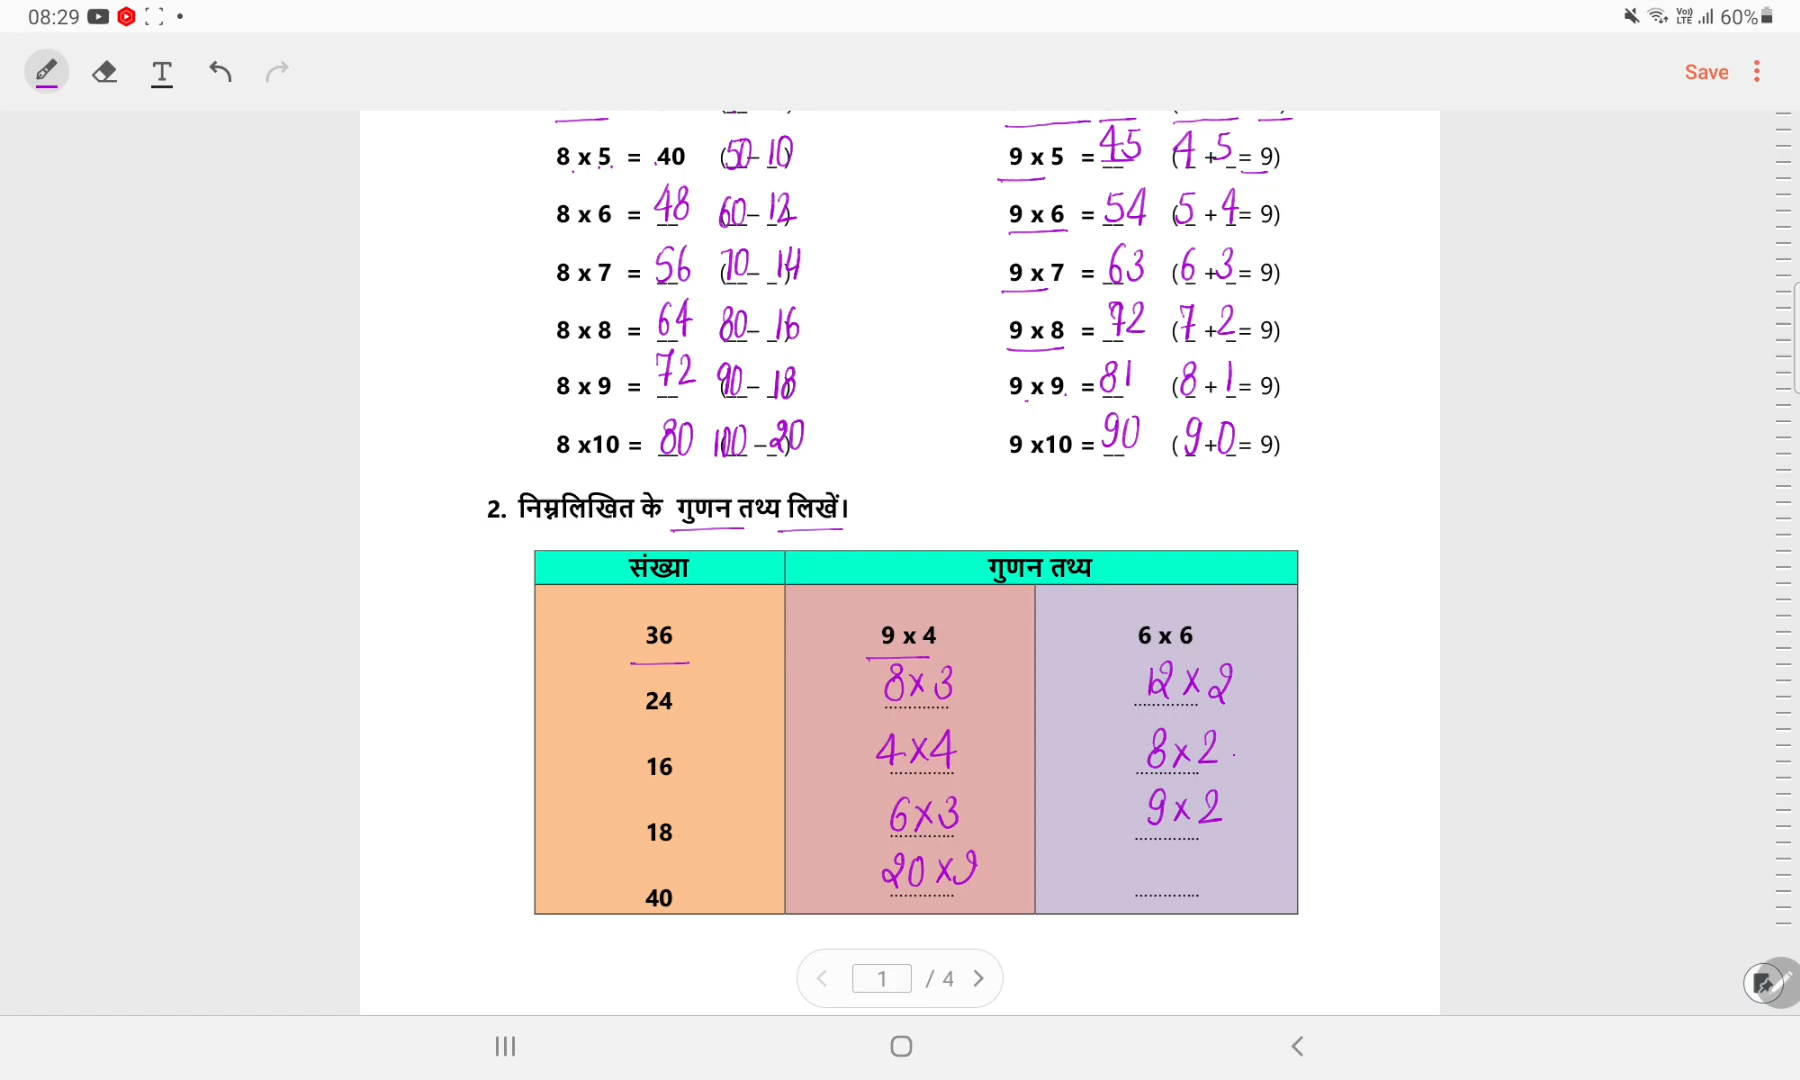 08:29 60%
Save
8 x 5 = 40 (50 - 10) 9 x 5 = 45 (4 + 5 = 9)
8 x 6 = 48 60 - 12) 9 x 6 = 54 (5 + 4 = 9)
8 x 7 = 56 (70 - 14 9 x 7 = 63 (6 + 3 = 9)
8 x 8 = 64 80 - 16 9 x 8 = 72 (7 + 2 = 9)
8 x 9 = 72 90 - 18) 9 x 9 = 81 (8 + 1 = 9)
8 x10 = 80 100 - 20 9 x10 = 90 (9 + 0 = 9)
2. निम्नलिखित के गुणन तथ्य लिखें।
संख्या गुणन तथ्य
36 9 x 4 6 x 6
24 8 x 3 12 x 2
16 4 x 4 8 x 2
18 6 x 3 9 x 2
40 20 x
1 / 4